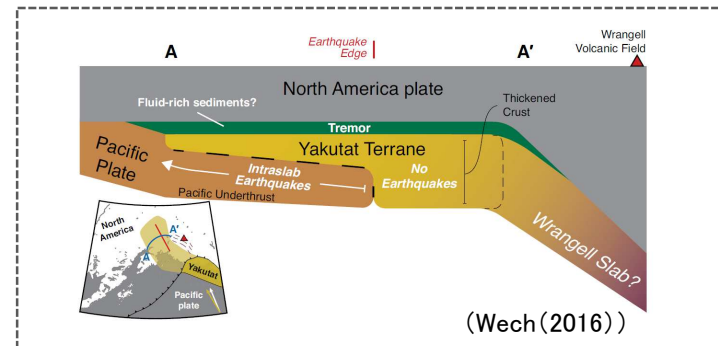 Earthquake
Edge
A
A'
Wrangell
Volcanic Field
North America plate
Fluid-rich sediments?
Thickened
Crust
Tremor
Pacific
Plate
Yakutat Terrane
Intraslab
Earthquakes
No
Earthquakes
Pacific Underthrust
Wrangell Slab?
North
America
A'
A
Yakutat
Pacific
plate
(Wech(2016))